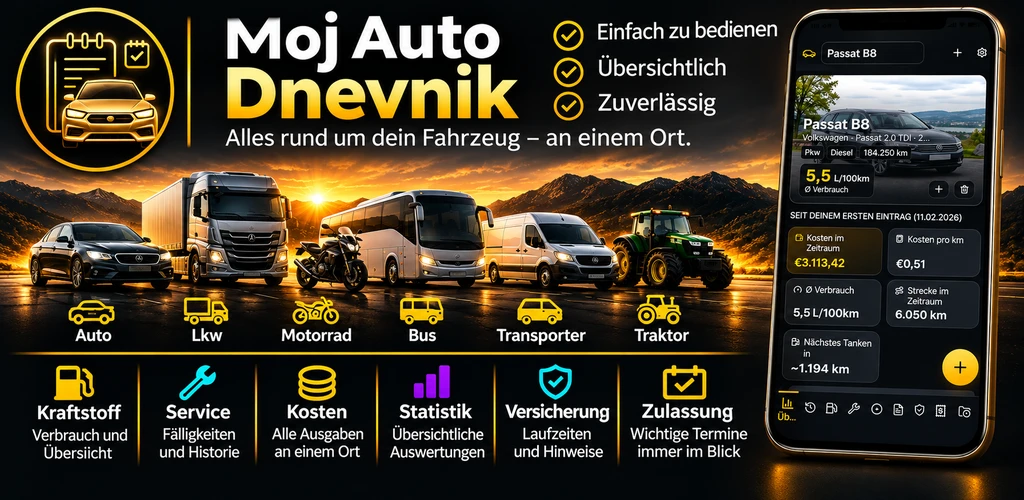 Moj Auto
Dnevnik
Alles rund um dein Fahrzeug – an einem Ort.
Einfach zu bedienen
Übersichtlich
Zuverlässig
Auto
Lkw
Motorrad
Bus
Transporter
Traktor
Kraftstoff
Verbrauch und
Übersiicht
Service
Fälligkeiten
und Historie
Kosten
Alle Ausgaben
an einem Ort
Statistik
Übersichtliche
Auswertungen
Versicherung
Laufzeiten
und Hinweise
Zulassung
Wichtige Termine
immer im Blick
Passat B8
Passat B8
Volkswagen - Passat 2.0 TDI · 2...
Pkw Diesel 184.250 km
5,5 L/100km
Ø Verbrauch
SEIT DEINEM ERSTEN EINTRAG (11.02.2026)
Kosten im
Zeitraum
€3.113,42
Kosten pro km
€0,51
Ø Verbrauch
5,5 L/100km
Strecke im
Zeitraum
6.050 km
Nächstes Tanken
in
~1.194 km
Üb...